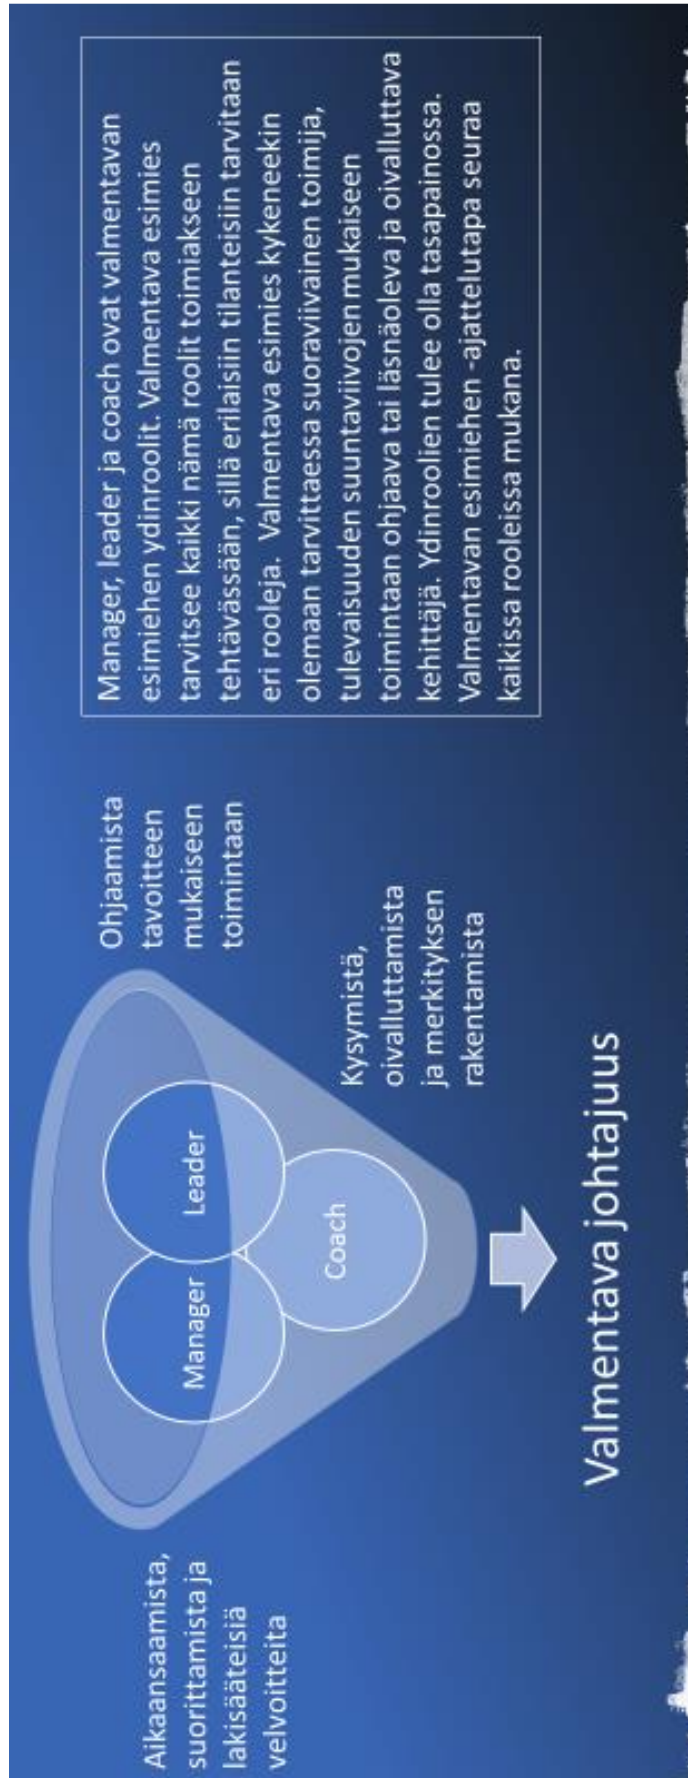 Aikaansaamista,
suorittamista ja
lakisääteisiä
velvoitteita
Manager
Leader
Coach
Ohjaamista
tavoitteen
mukaiseen
toimintaan
Kysymistä,
oivalluttamista
ja merkityksen
rakentamista
Valmentava johtajuus
Manager, leader ja coach ovat valmentavan
esimiehen ydinroolit. Valmentava esimies
tarvitsee kaikki nämä roolit toimiakseen
tehtävässään, sillä erilaisiin tilanteisiin tarvitaan
eri rooleja. Valmentava esimies kykeneekin
olemaan tarvittaessa suoraviivainen toimija,
tulevaisuuden suuntaviivojen mukaiseen
toimintaan ohjaava tai läsnäoleva ja oivalluttava
kehittäjä. Ydinroolien tulee olla tasapainossa.
Valmentavan esimiehen -ajattelutapa seuraa
kaikissa rooleissa mukana.